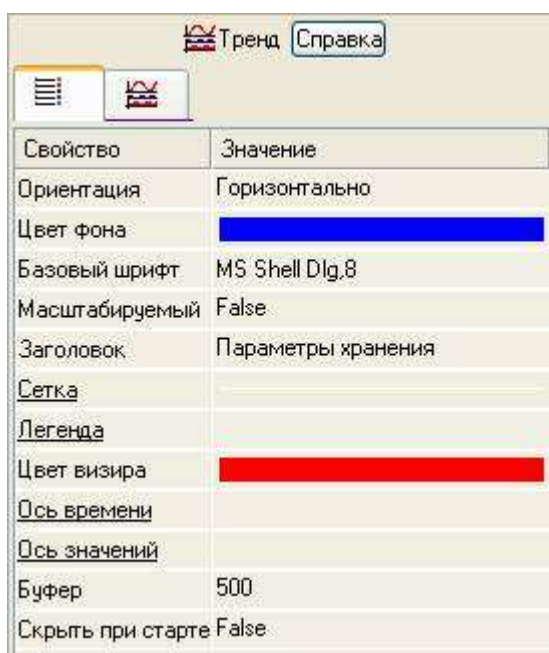 Тренд Справка
Свойство Значение
Ориентация Горизонтально
Цвет фона
Базовый шрифт MS Shell Dlg,8
Масштабируемый False
Заголовок Параметры хранения
Сетка
Легенда
Цвет визира
Ось времени
Ось значений
Буфер 500
Скрыть при старте False